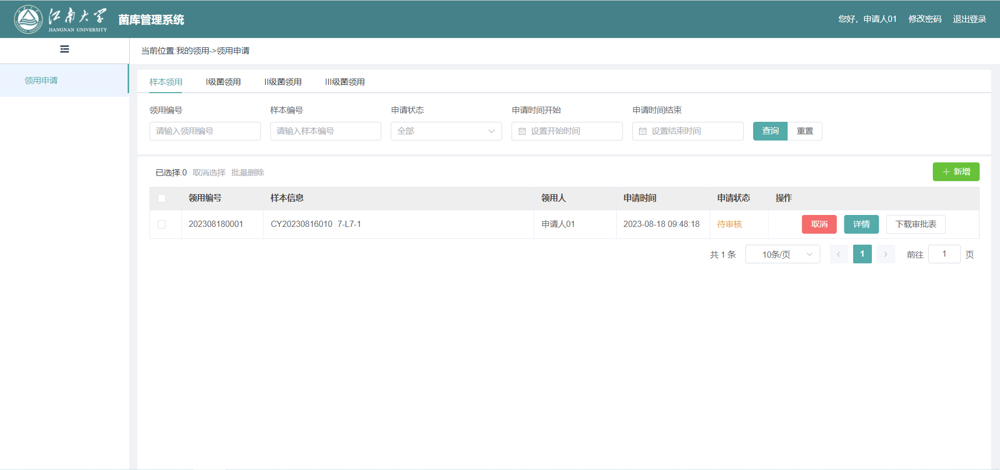 江南大学
JIANGNAN UNIVERSITY
菌库管理系统
您好，申请人01 修改密码 退出登录
当前位置:我的领用->领用申请
领用申请
样本领用 I级菌领用 II级菌领用 III级菌领用
领用编号 样本编号 申请状态 申请时间开始 申请时间结束
请输入领用编号 请输入样本编号 全部 设置开始时间 设置结束时间 查询 重置
已选择:0 取消选择 批量删除 新增
领用编号 样本信息 领用人 申请时间 申请状态 操作
202308180001 CY20230816010 7-L7-1 申请人01 2023-08-18 09:48:18 待审核 取消 详情 下载审批表
共 1 条 10条/页 1 前往 1 页